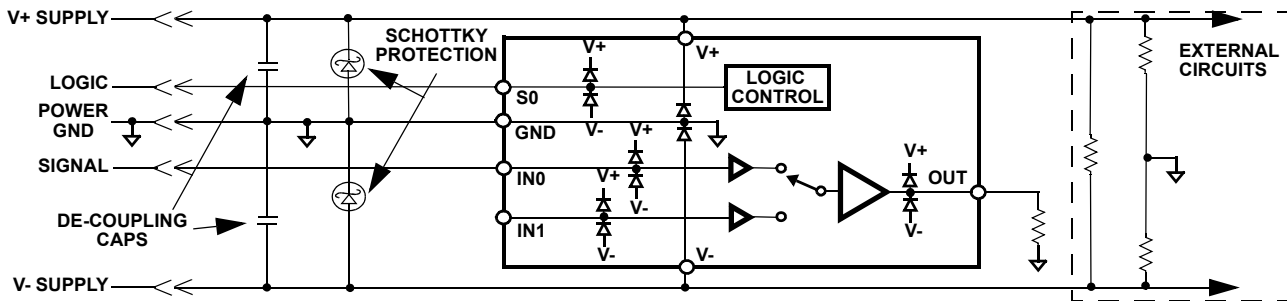 V+ SUPPLY
SCHOTTKY
PROTECTION
LOGIC
POWER
GND
SIGNAL
DE-COUPLING
CAPS
V- SUPPLY
V+
V+
LOGIC
CONTROL
S0
V-
GND
V+
IN0
V+
V-
IN1
V-
V+
OUT
V-
V-
EXTERNAL
CIRCUITS